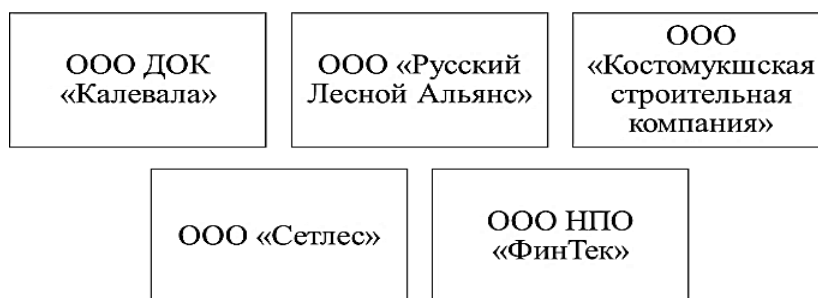 ООО ДОК
«Калевала»
ООО «Русский
Лесной Альянс»
ООО
«Костомукшская
строительная
компания»
ООО «Сетлес»
ООО НПО
«ФинТек»